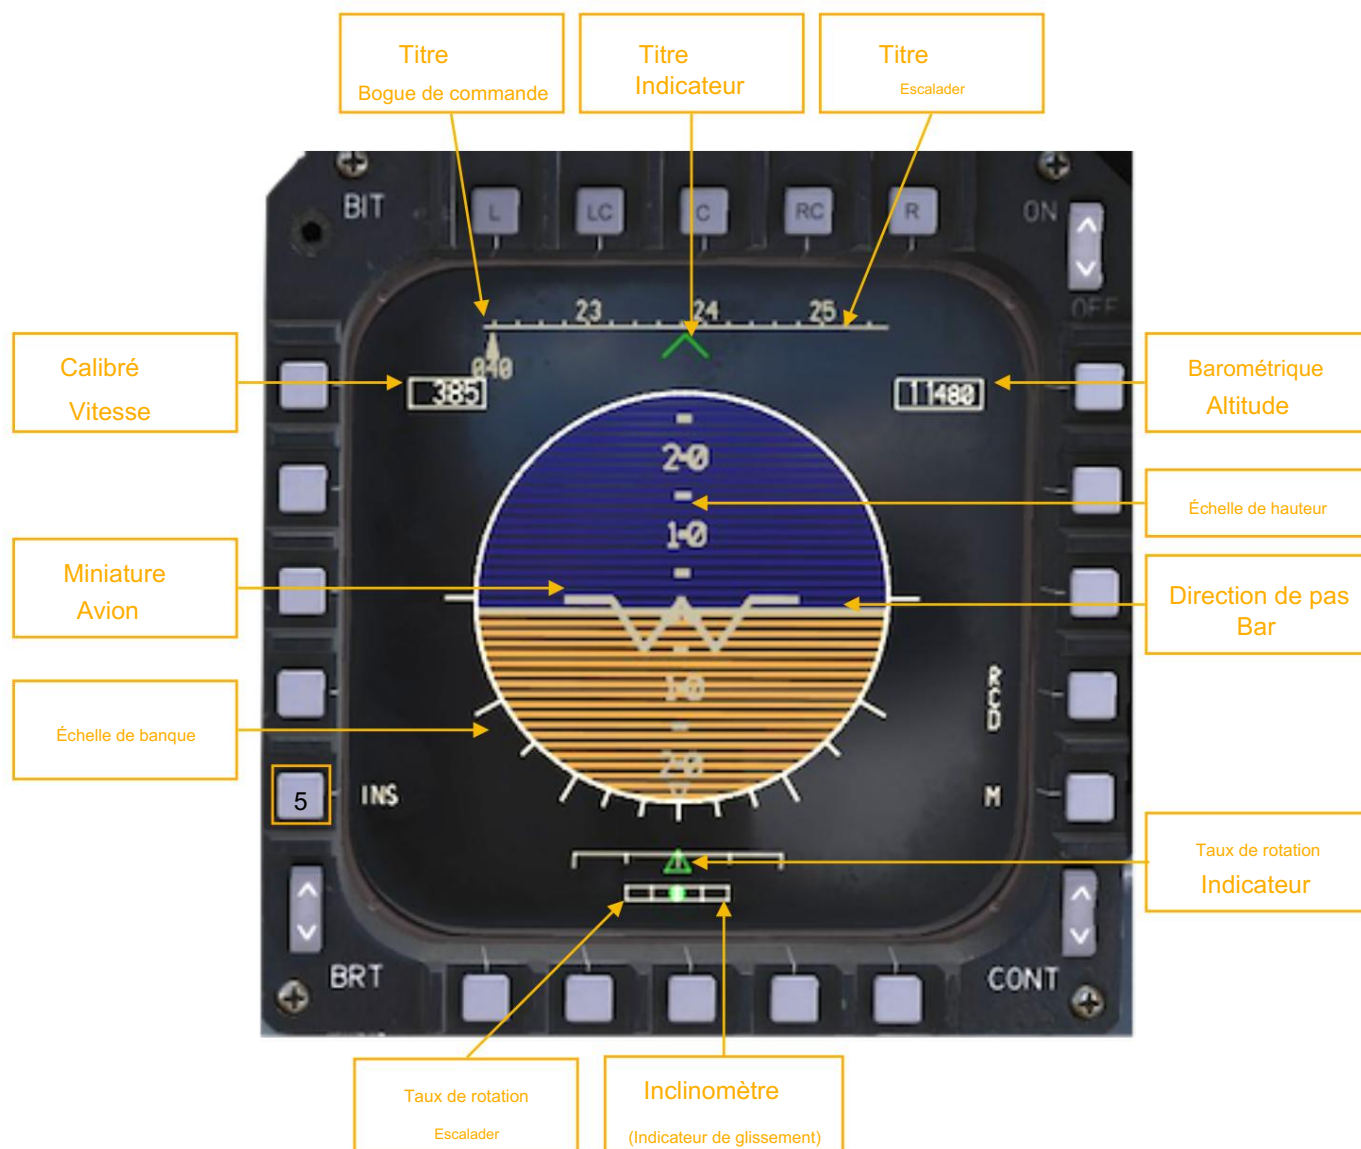 Titre
Bogue de commande
Titre
Indicateur
Titre
Escalader
BIT
L
LC
C
RC
R
ON
OFF
23
24
25
040
385
11480
Calibré
Vitesse
Barométrique
Altitude
20
10
Échelle de hauteur
Miniature
Avion
Direction de pas
Bar
10
20
RCD
Échelle de banque
5
INS
M
Taux de rotation
Indicateur
BRT
CONT
Taux de rotation
Escalader
Inclinomètre
(Indicateur de glissement)